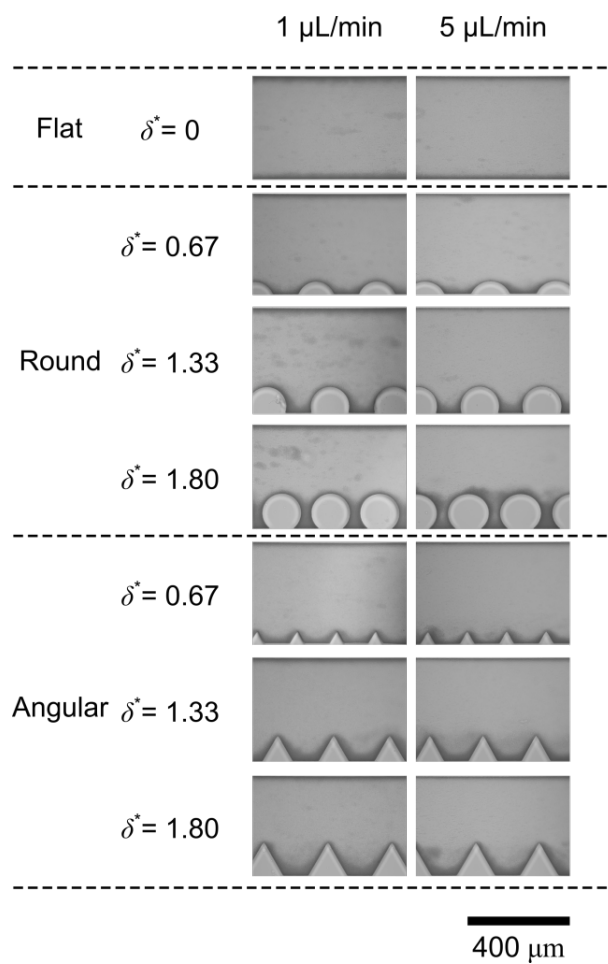 1 μL/min 5 μL/min
Flat δ*= 0
δ*= 0.67
Round δ*= 1.33
δ*= 1.80
δ*= 0.67
Angular δ*= 1.33
δ*= 1.80
400 μm